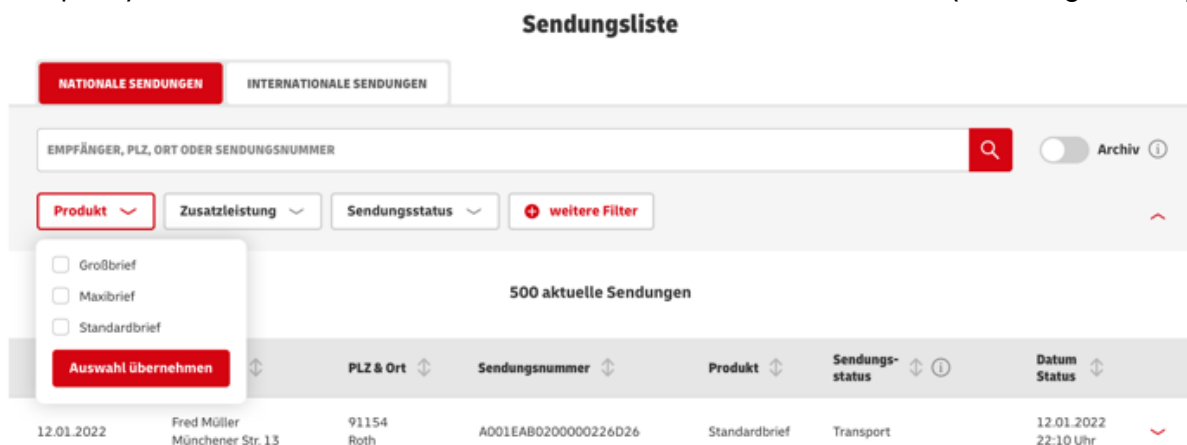 Sendungsliste
NATIONALE SENDUNGEN
INTERNATIONALE SENDUNGEN
EMPFÄNGER, PLZ, ORT ODER SENDUNGSNUMMER
Archiv
Produkt
Zusatzleistung
Sendungsstatus
weitere Filter
Großbrief
Maxibrief
Standardbrief
Auswahl übernehmen
500 aktuelle Sendungen
PLZ & Ort
Sendungsnummer
Produkt
Sendungs-
status
Datum
Status
12.01.2022
Fred Müller
Münchener Str. 13
91154
Roth
A001EAB0200000226D26
Standardbrief
Transport
12.01.2022
22:10 Uhr